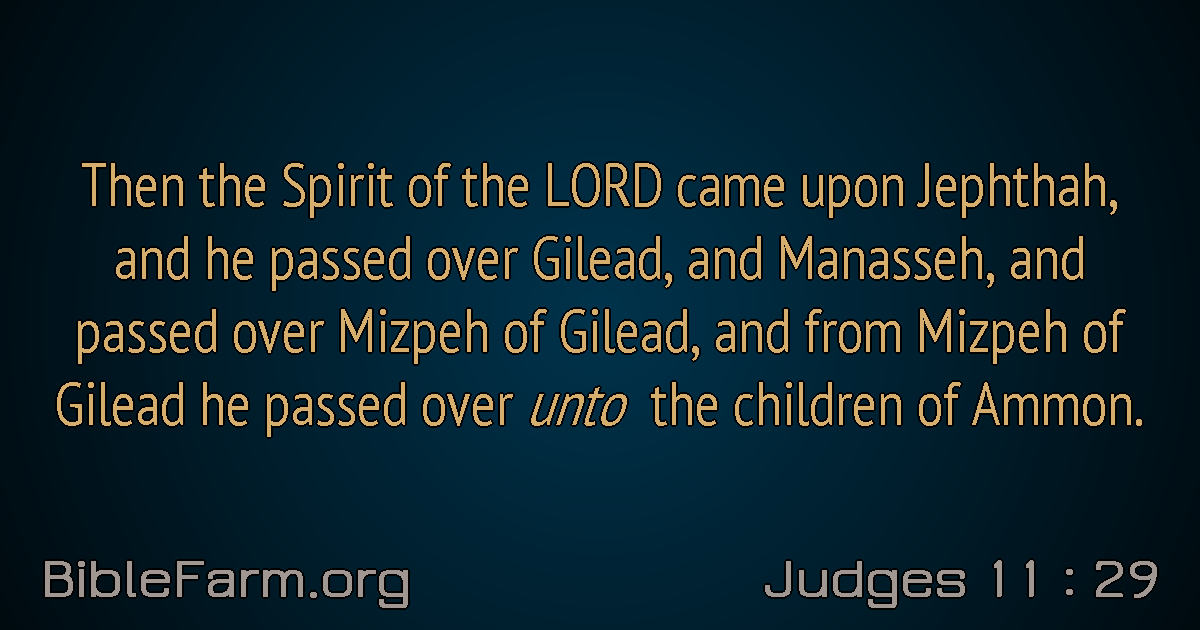 Then the Spirit of the LORD came upon Jephthah,
and he passed over Gilead, and Manasseh, and
passed over Mizpeh of Gilead, and from Mizpeh of
Gilead he passed over unto the children of Ammon.
BibleFarm.org
Judges 11 : 29